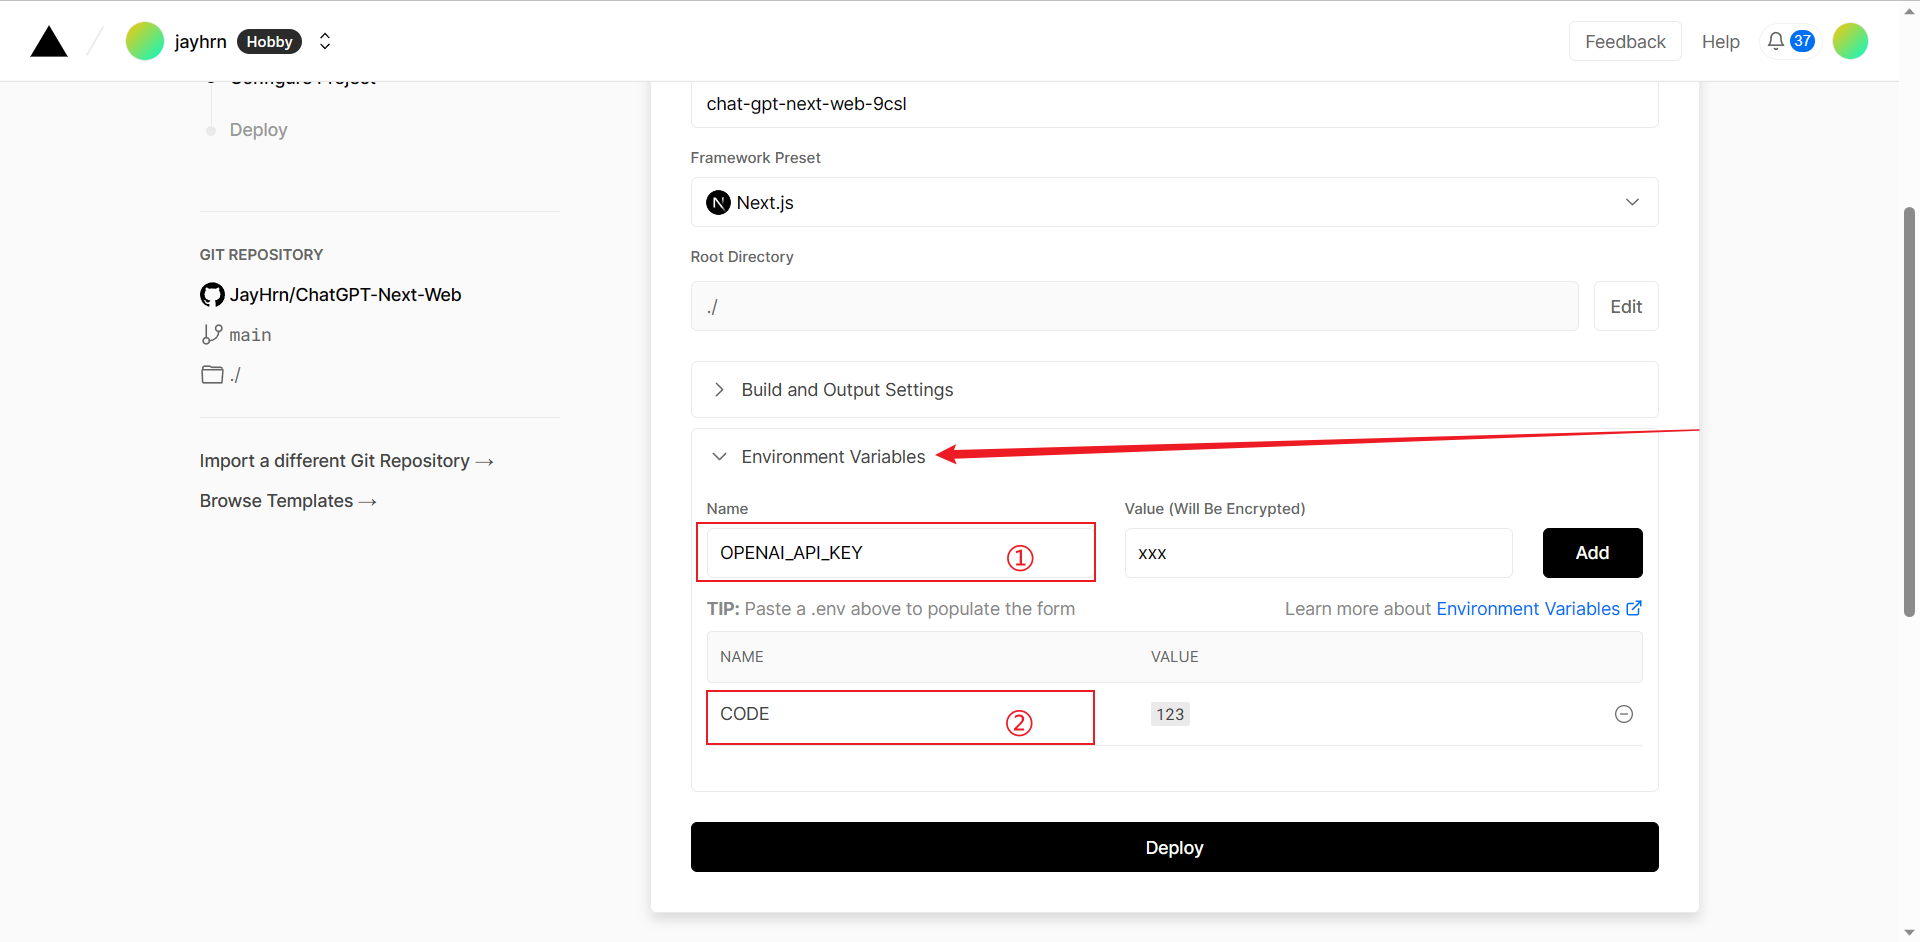 jayhrn Hobby
Feedback Help 37
Configure Project
Deploy
GIT REPOSITORY
JayHrn/ChatGPT-Next-Web
main
./
Import a different Git Repository →
Browse Templates →
chat-gpt-next-web-9csl
Framework Preset
N Next.js
Root Directory
./ Edit
Build and Output Settings
Environment Variables
Name Value (Will Be Encrypted)
OPENAI_API_KEY ① xxx Add
TIP: Paste a .env above to populate the form Learn more about Environment Variables
NAME VALUE
CODE ② 123
Deploy